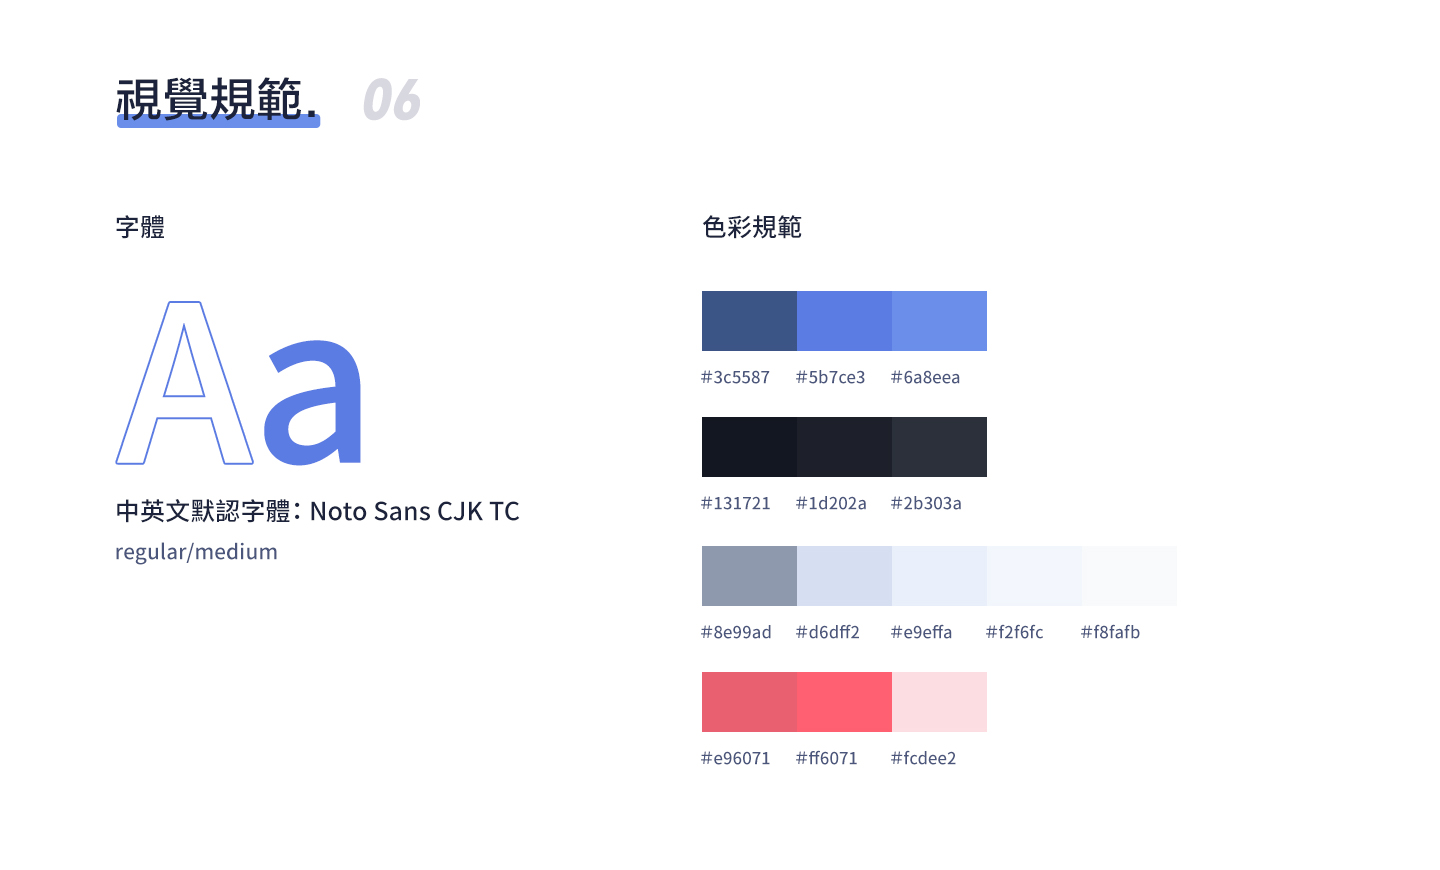 視覺規範. 06
字體
Aa
中英文默認字體：Noto Sans CJK TC
regular/medium
色彩規範
#3c5587 #5b7ce3 #6a8eea
#131721 #1d202a #2b303a
#8e99ad #d6dff2 #e9effa #f2f6fc #f8fafb
#e96071 #ff6071 #fcdee2